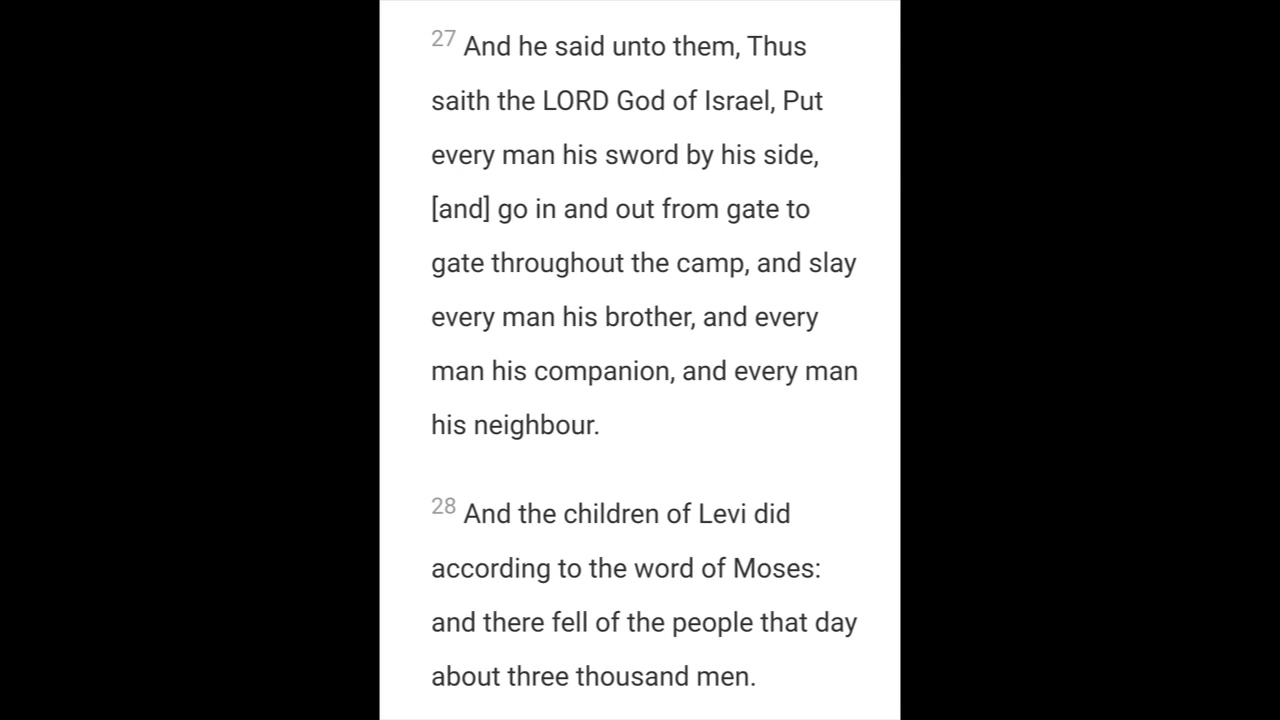 27 And he said unto them, Thus
saith the LORD God of Israel, Put
every man his sword by his side,
[and] go in and out from gate to
gate throughout the camp, and slay
every man his brother, and every
man his companion, and every man
his neighbour.
28 And the children of Levi did
according to the word of Moses:
and there fell of the people that day
about three thousand men.